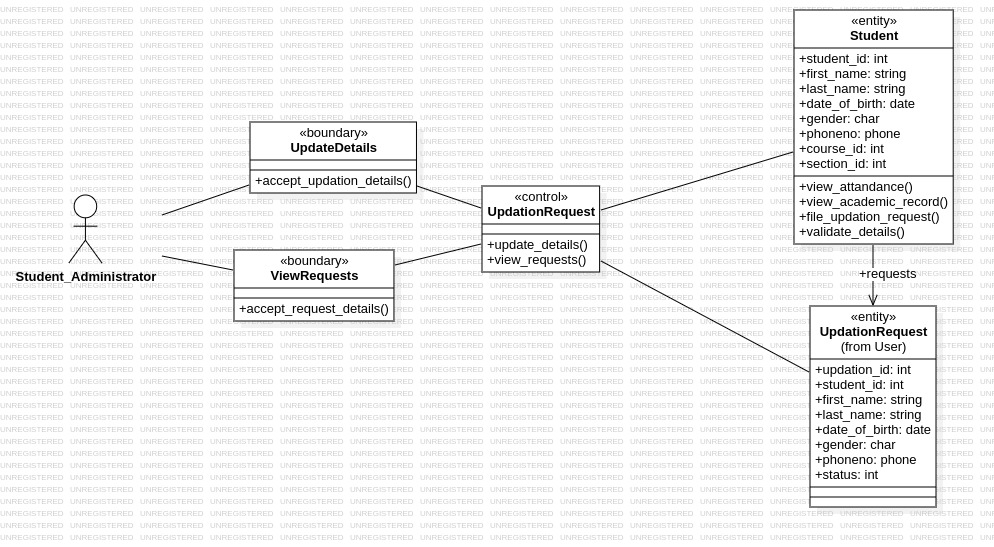 «entity»
Student
+student_id: int
+first_name: string
+last_name: string
+date_of_birth: date
+gender: char
+phoneno: phone
+course_id: int
+section_id: int
+view_attandance()
+view_academic_record()
+file_updation_request()
+validate_details()
«boundary»
UpdateDetails
+accept_updation_details()
«control»
UpdationRequest
+update_details()
+view_requests()
Student_Administrator
«boundary»
ViewRequests
+accept_request_details()
+requests
«entity»
UpdationRequest
(from User)
+updation_id: int
+student_id: int
+first_name: string
+last_name: string
+date_of_birth: date
+gender: char
+phoneno: phone
+status: int
UNREGISTERED